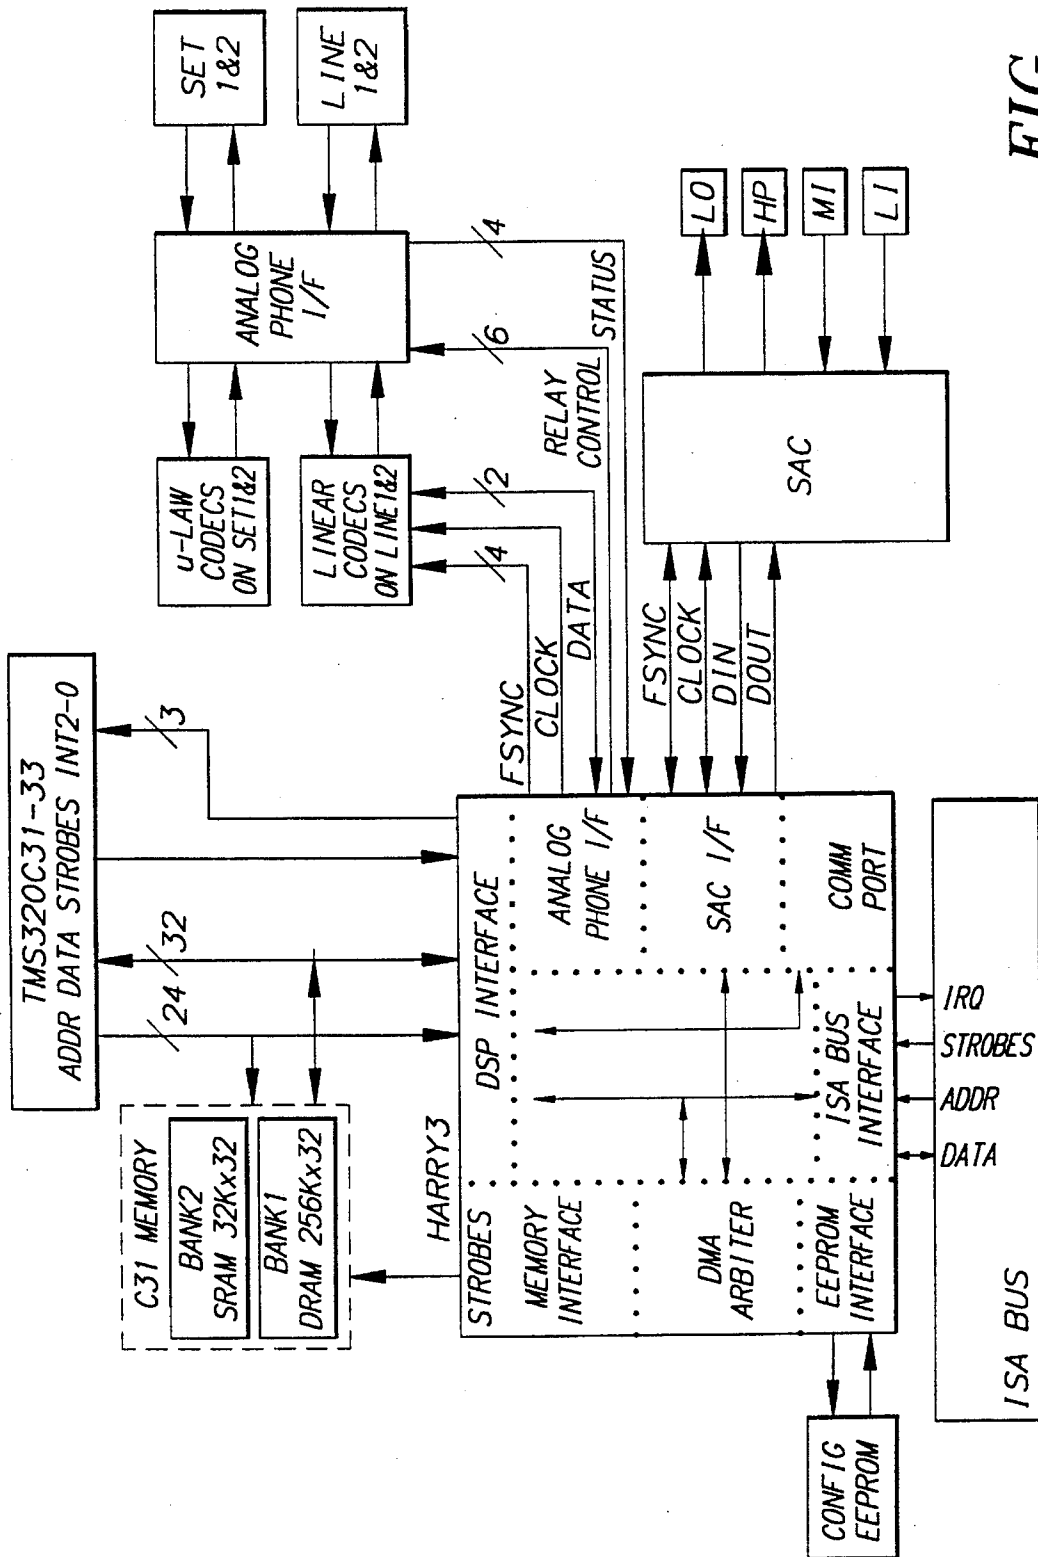 TMS320C31-33
ADDR DATA STROBES INT2-0
24
32
3
C31 MEMORY
BANK2
SRAM 32Kx32
BANK1
DRAM 256Kx32
u-LAW
CODECS
ON SET1&2
LINEAR
CODECS
ON LINE1&2
ANALOG
PHONE
I/F
SET
1&2
LINE
1&2
4
2
6
4
FSYNC
CLOCK
DATA
RELAY
CONTROL
STATUS
HARRY3
STROBES
DSP INTERFACE
MEMORY
INTERFACE
ANALOG
PHONE I/F
DMA
ARBITER
SAC I/F
EEPROM
INTERFACE
ISA BUS
INTERFACE
COMM
PORT
FSYNC
CLOCK
DIN
DOUT
SAC
LO
HP
MI
LI
CONFIG
EEPROM
DATA
ADDR
STROBES
IRQ
ISA BUS
FIG